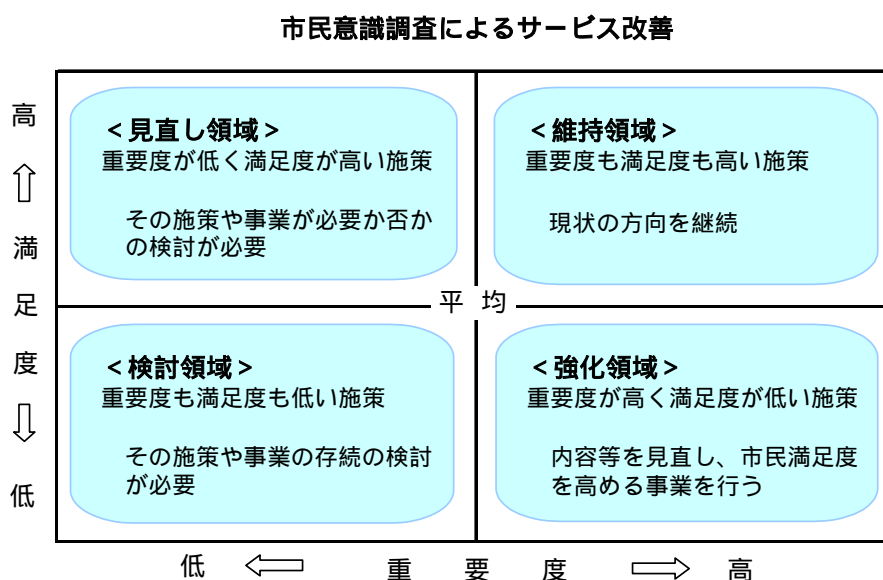 市民意識調査によるサービス改善
高
⇧
満
足
度
⇩
低
<見直し領域>
重要度が低く満足度が高い施策
その施策や事業が必要か否か
の検討が必要
<維持領域>
重要度も満足度も高い施策
現状の方向を継続
平 均
<検討領域>
重要度も満足度も低い施策
その施策や事業の存続の検討
が必要
<強化領域>
重要度が高く満足度が低い施策
内容等を見直し、市民満足度
を高める事業を行う
低 ⇦ 重 要 度 ⇨ 高